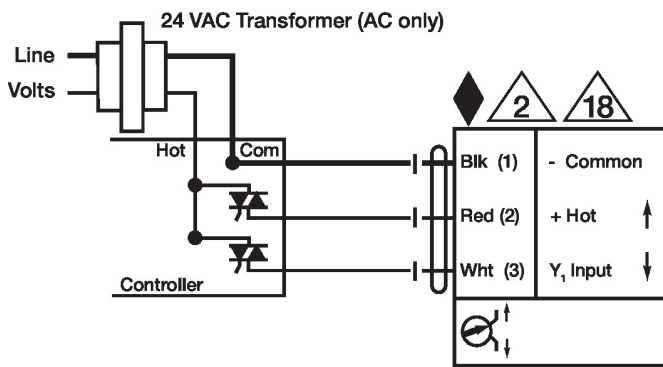 24 VAC Transformer (AC only)
Line
Volts
2
18
Hot
Com
Blk (1)
- Common
Red (2)
+ Hot
Wht (3)
Y₁ Input
Controller